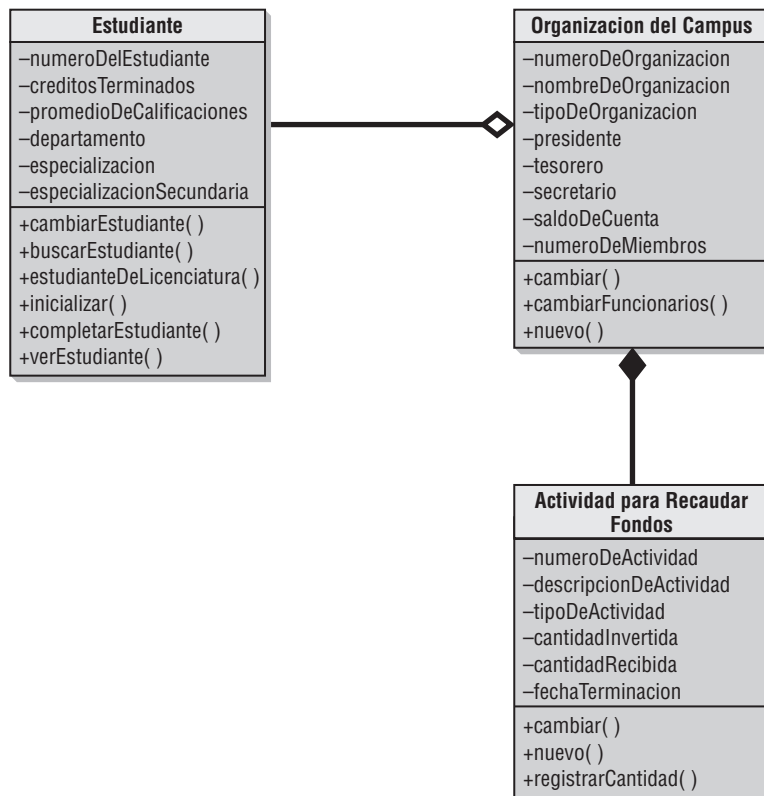 Estudiante
–numeroDelEstudiante
–creditosTerminados
–promedioDeCalificaciones
–departamento
–especializacion
–especializacionSecundaria
+cambiarEstudiante( )
+buscarEstudiante( )
+estudianteDeLicenciatura( )
+inicializar( )
+completarEstudiante( )
+verEstudiante( )
Organizacion del Campus
–numeroDeOrganizacion
–nombreDeOrganizacion
–tipoDeOrganizacion
–presidente
–tesorero
–secretario
–saldoDeCuenta
–numeroDeMiembros
+cambiar( )
+cambiarFuncionarios( )
+nuevo( )
Actividad para Recaudar
Fondos
–numeroDeActividad
–descripcionDeActividad
–tipoDeActividad
–cantidadInvertida
–cantidadRecibida
–fechaTerminacion
+cambiar( )
+nuevo( )
+registrarCantidad( )